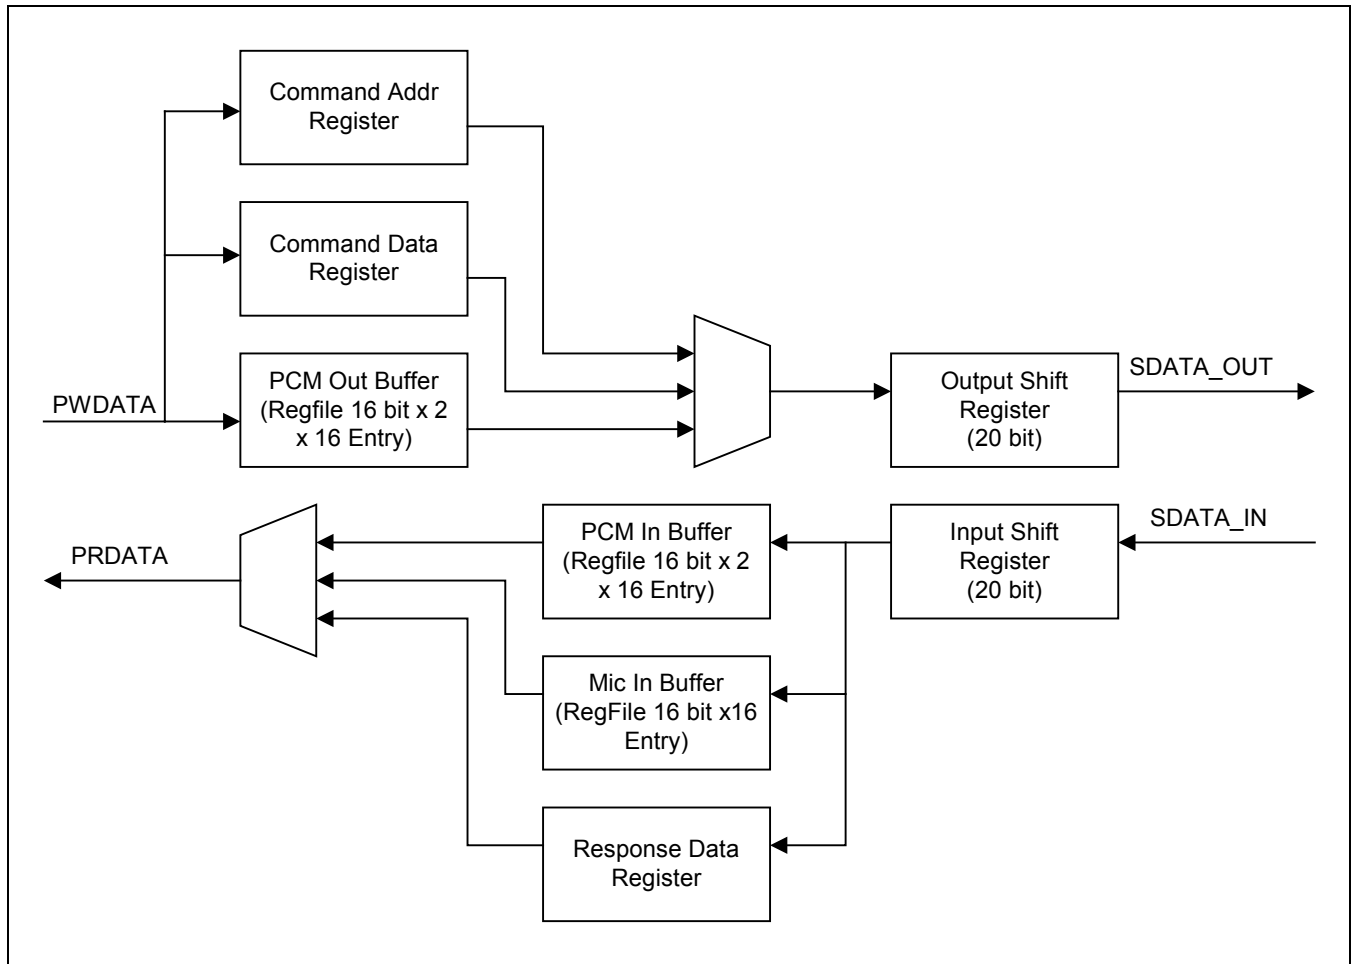 Command Addr
Register
Command Data
Register
PWDATA
PCM Out Buffer
(Regfile 16 bit x 2
x 16 Entry)
Output Shift
Register
(20 bit)
SDATA_OUT
PRDATA
PCM In Buffer
(Regfile 16 bit x 2
x 16 Entry)
Input Shift
Register
(20 bit)
SDATA_IN
Mic In Buffer
(RegFile 16 bit x16
Entry)
Response Data
Register